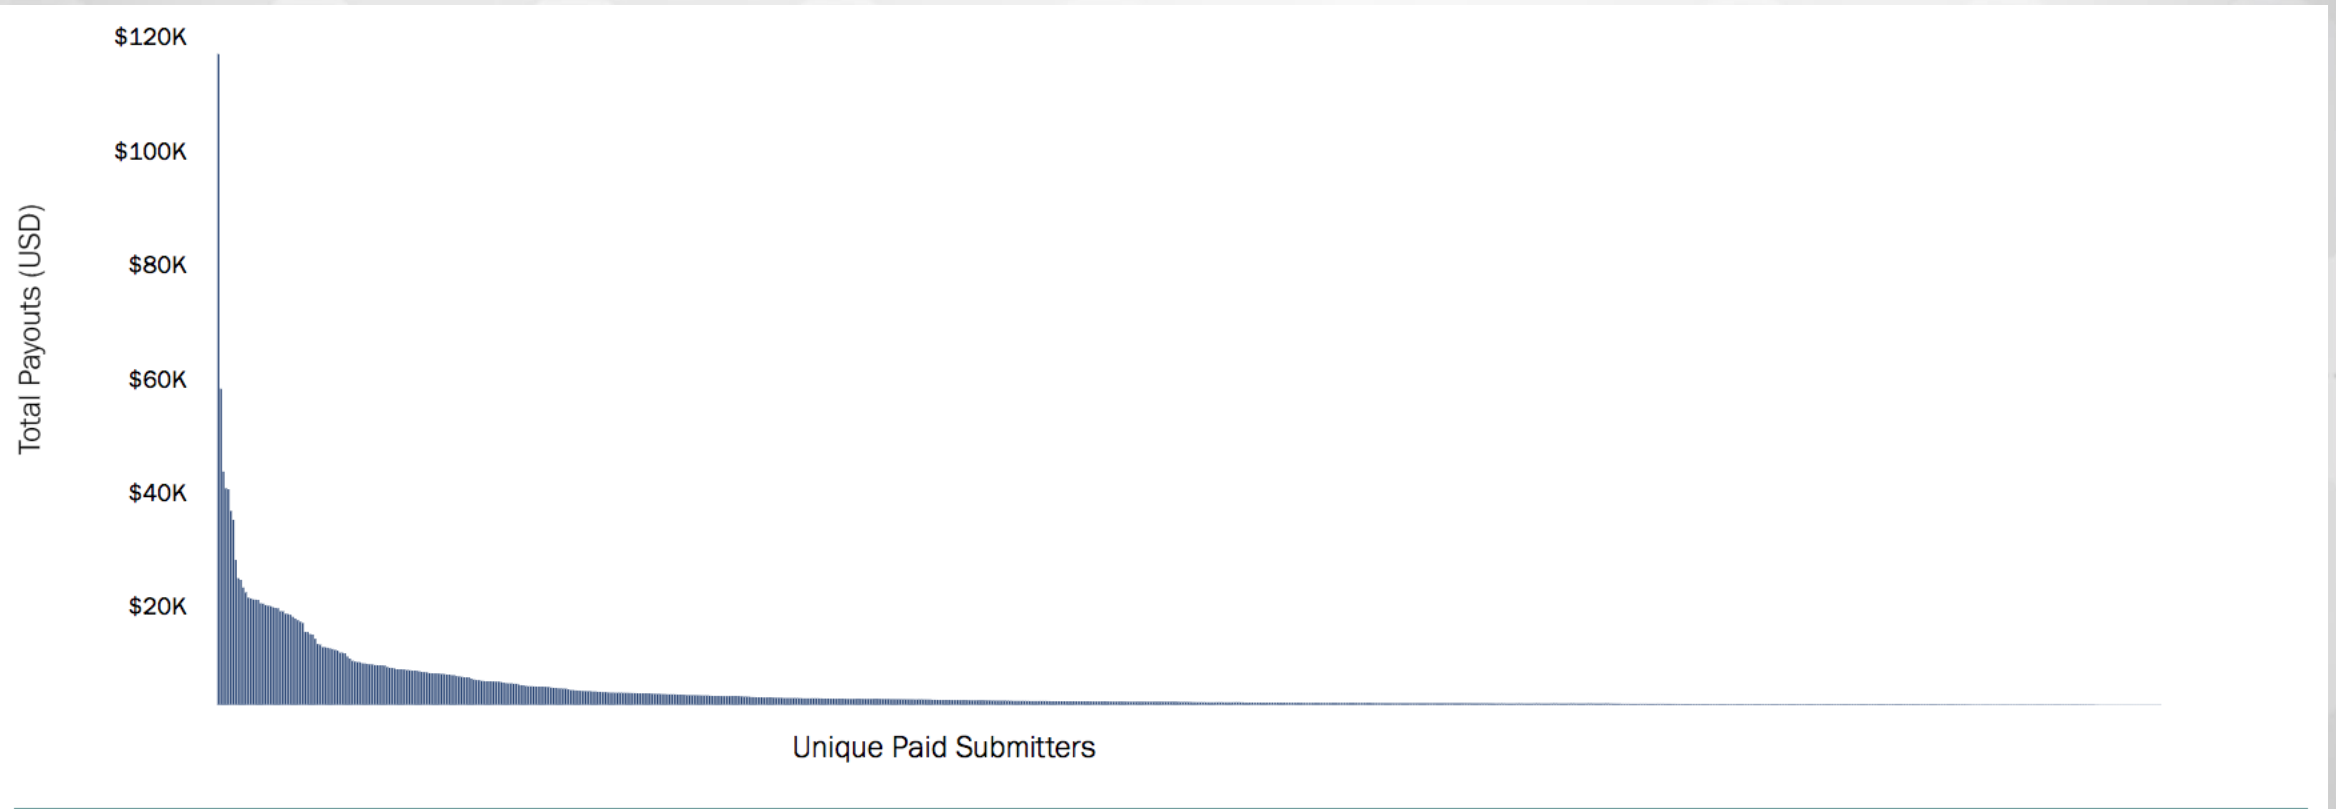 $120K
$100K
$80K
$60K
$40K
$20K
Total Payouts (USD)
Unique Paid Submitters